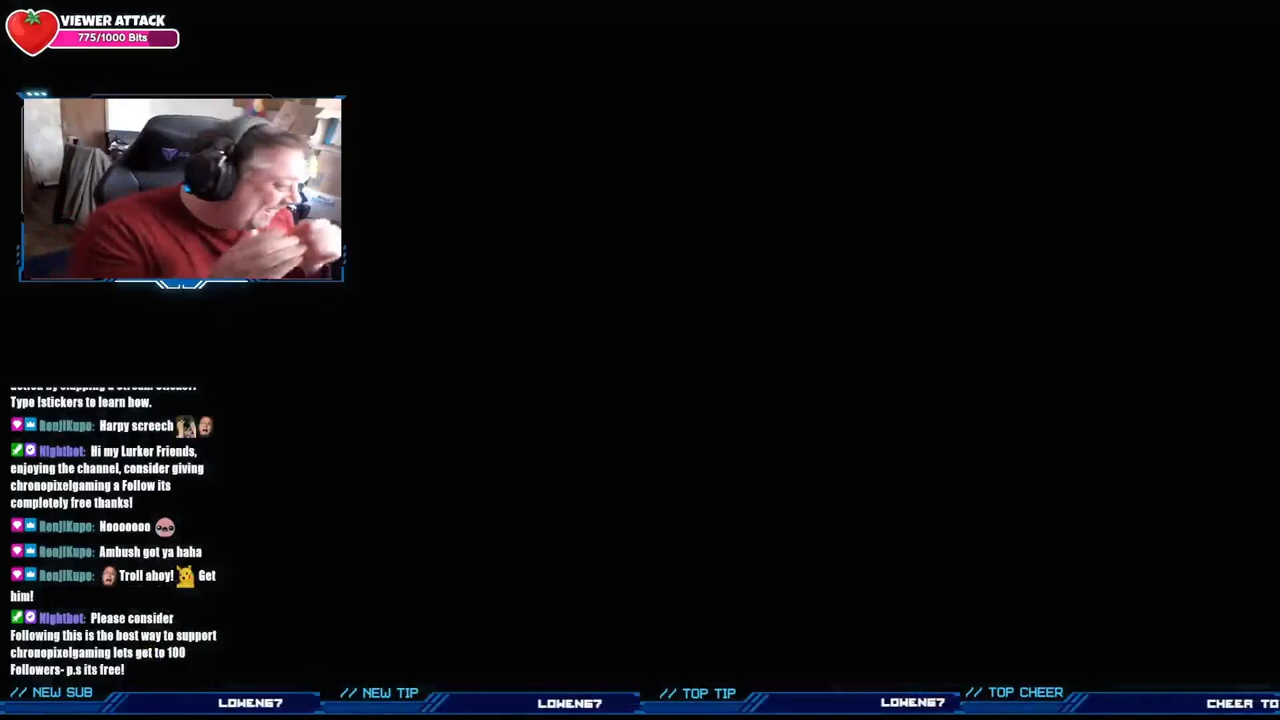 VIEWER ATTACK
775/1000 Bits
Type !stickers to learn how.
RonjiKupo: Harpy screech
Nightbot: Hi my Lurker Friends,
enjoying the channel, consider giving
chronopixelgaming a Follow its
completely free thanks!
RonjiKupo: Nooooooo
RonjiKupo: Ambush got ya haha
RonjiKupo: Troll ahoy! Get
him!
Nightbot: Please consider
Following this is the best way to support
chronopixelgaming lets get to 100
Followers- p.s its free!
// NEW SUB
LOWEN67
// NEW TIP
LOWEN67
// TOP TIP
LOWEN67
// TOP CHEER
CHEER TO